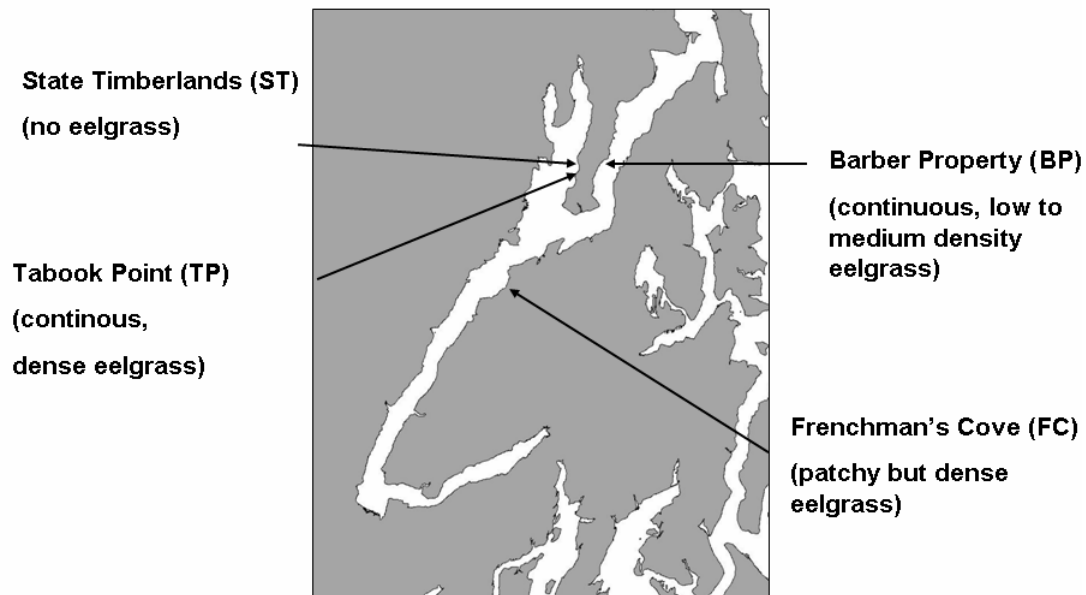 State Timberlands (ST)
(no eelgrass)
Tabook Point (TP)
(continous,
dense eelgrass)
Barber Property (BP)
(continuous, low to
medium density
eelgrass)
Frenchman's Cove (FC)
(patchy but dense
eelgrass)